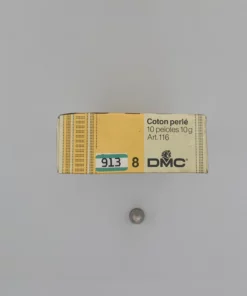 Coton perlé
10 pelotes 10g
Art. 116
913 8 DMC